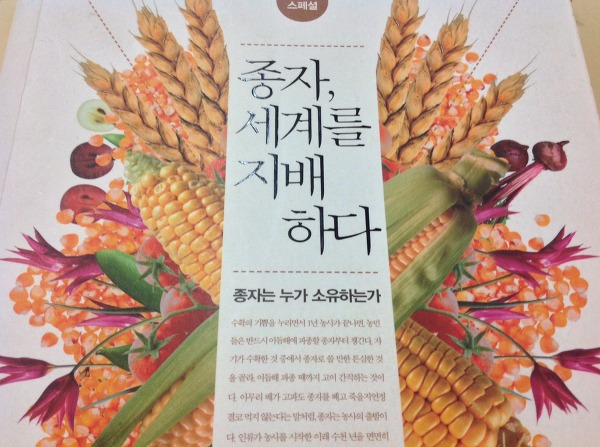 스페셜
종자,
세계를
지배
하다
종자는 누가 소유하는가
수확의 기쁨을 누리면서 1년 농사가 끝나면, 농민
들은 반드시 이듬해에 파종할 종자부터 챙긴다. 자
기가 수확한 것 중에서 종자로 쓸 만한 튼실한 것
을 골라, 이듬해 파종 때까지 고이 간직하는 것이
다. 아무리 배가 고파도 종자를 베고 죽을지언정
결코 먹지 않는다는 말처럼, 종자는 농사의 출발이
다. 인류가 농사를 시작한 이래 수천 년을 면면히